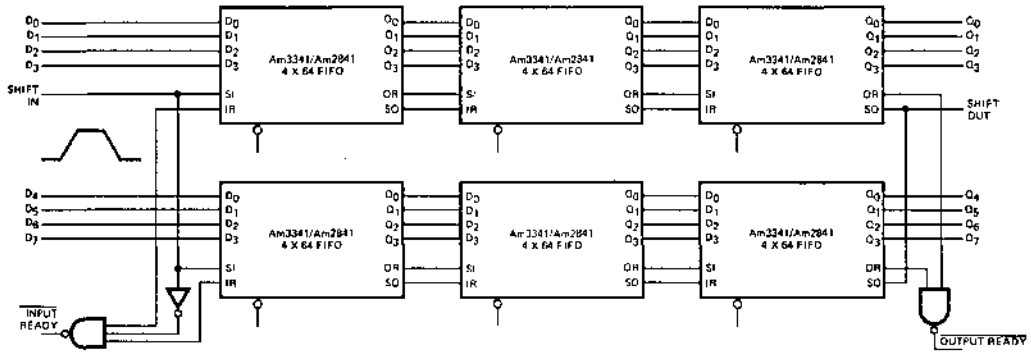 D0 D0 Q0 D0 Q0 D0 Q0 Q0
D1 D1 Q1 D1 Q1 D1 Q1 Q1
D2 D2 Q2 D2 Q2 D2 Q2 Q2
D3 D3 Q3 D3 Q3 D3 Q3 Q3
Am3341/Am2841 Am3341/Am2841 Am3341/Am2841
4 X 64 FIFO 4 X 64 FIFO 4 X 64 FIFO
SHIFT IN SI OR SI OR SI OR
IR SO IR SO IR SO SHIFT OUT
D4 D0 Q0 D0 Q0 D0 Q0 Q4
D5 D1 Q1 D1 Q1 D1 Q1 Q5
D6 D2 Q2 D2 Q2 D2 Q2 Q6
D7 D3 Q3 D3 Q3 D3 Q3 Q7
Am3341/Am2841 Am3341/Am2841 Am3341/Am2841
4 X 64 FIFO 4 X 64 FIFO 4 X 64 FIFO
SI OR SI OR SI OR
IR SO IR SO IR SO
INPUT READY
OUTPUT READY